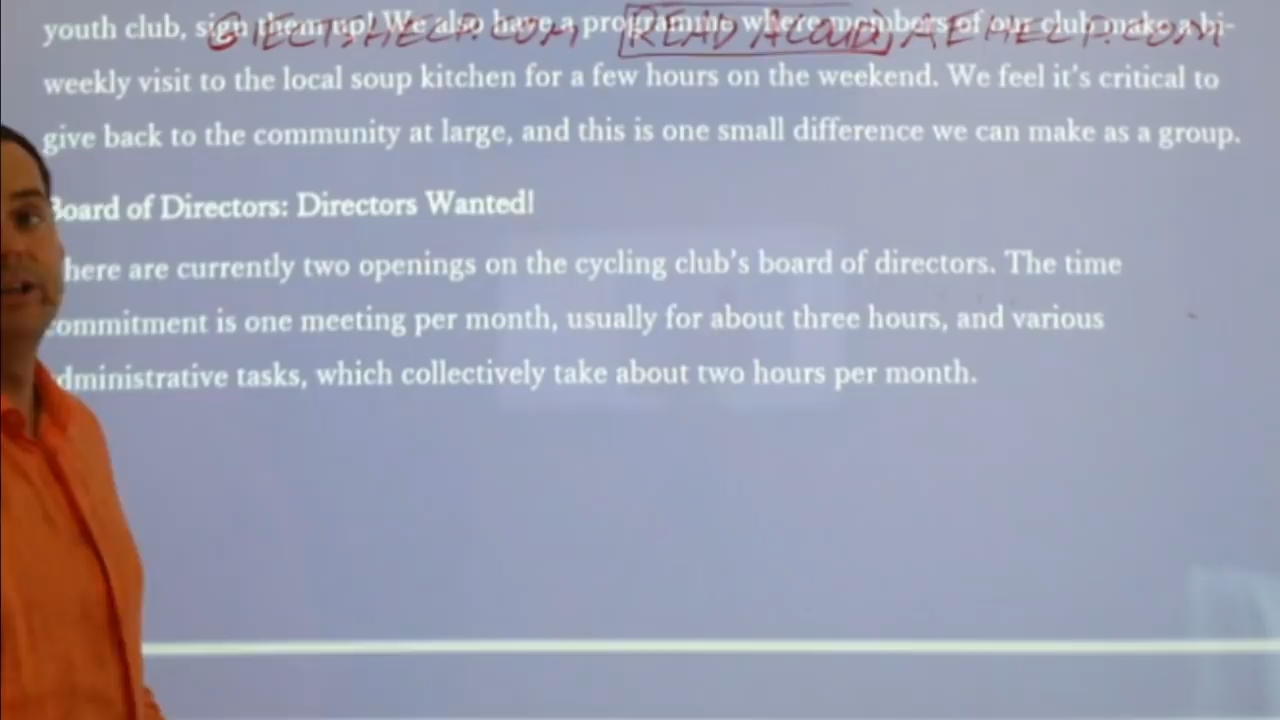 youth club, sign them up! We also have a programme where members of our club make a bi-
GIELTSHELP.COM READ ALOUD AEHELP.COM
weekly visit to the local soup kitchen for a few hours on the weekend. We feel it's critical to
give back to the community at large, and this is one small difference we can make as a group.
Board of Directors: Directors Wanted!
here are currently two openings on the cycling club's board of directors. The time
commitment is one meeting per month, usually for about three hours, and various
dministrative tasks, which collectively take about two hours per month.